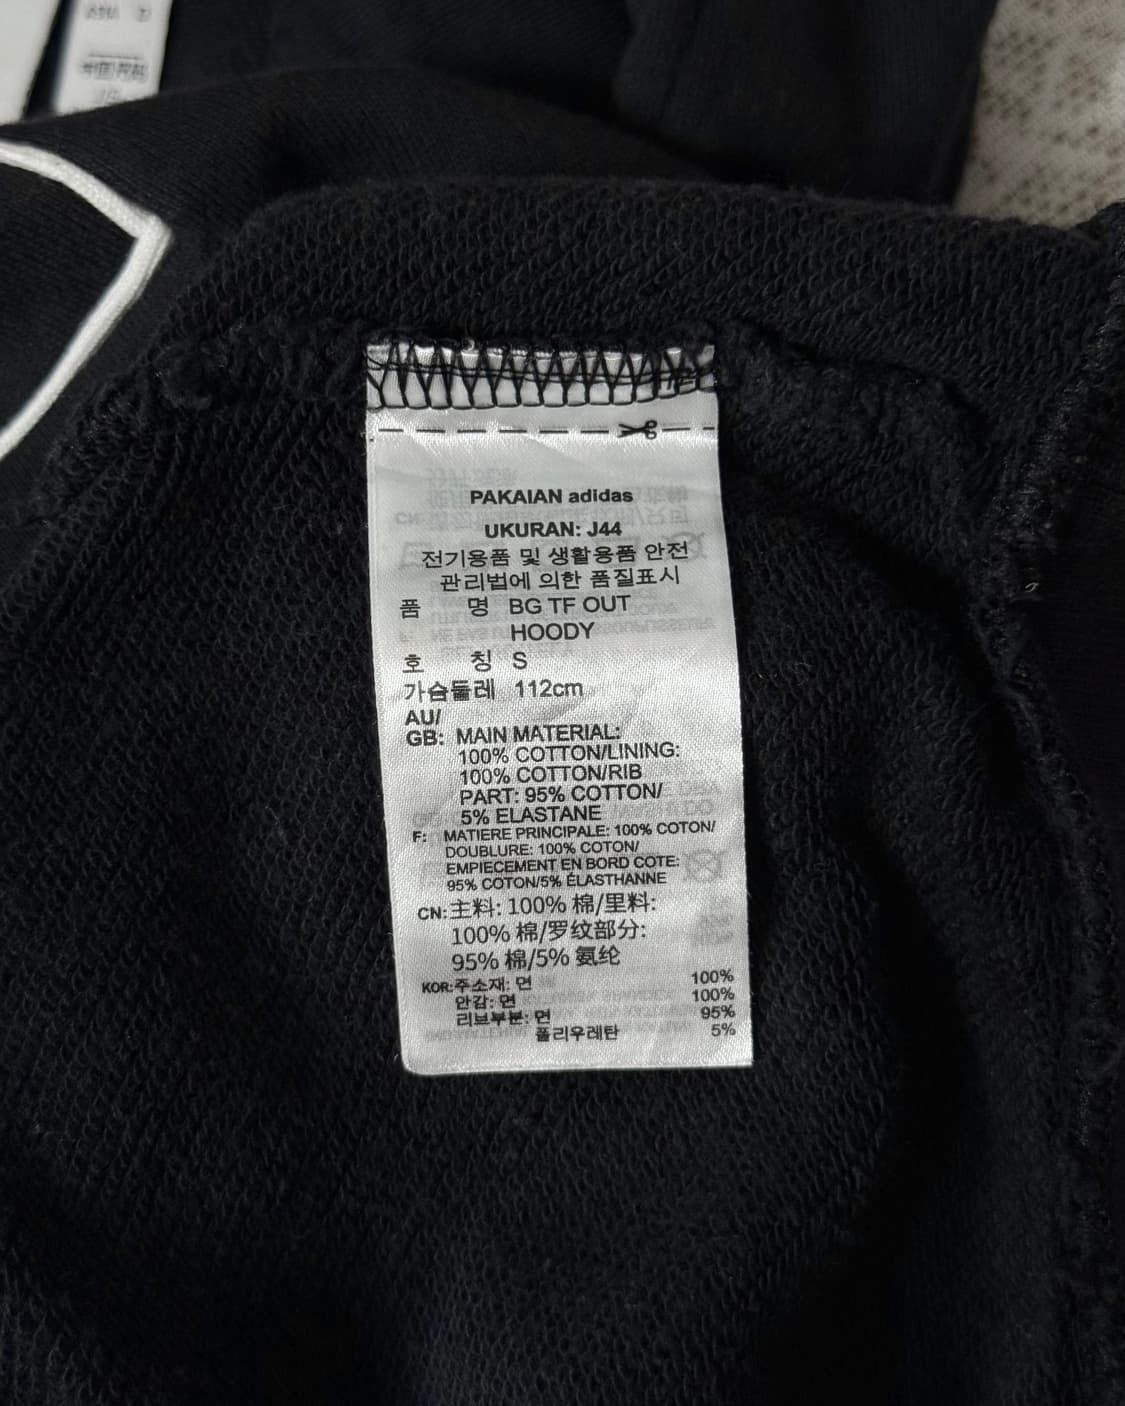 PAKAIAN adidas
UKURAN: J44
전기용품 및 생활용품 안전
관리법에 의한 품질표시
품 명 BG TF OUT
HOODY
호 칭 S
가슴둘레 112cm
AU/
GB: MAIN MATERIAL:
100% COTTON/LINING:
100% COTTON/RIB
PART: 95% COTTON/
5% ELASTANE
F: MATIERE PRINCIPALE: 100% COTON/
DOUBLURE: 100% COTON/
EMPIECEMENT EN BORD COTE:
95% COTON/5% ÉLASTHANNE
CN: 主料: 100% 棉/里料:
100% 棉/罗纹部分:
95% 棉/5% 氨纶
KOR: 주소재: 면 100%
안감: 면 100%
리브부분: 면 95%
폴리우레탄 5%